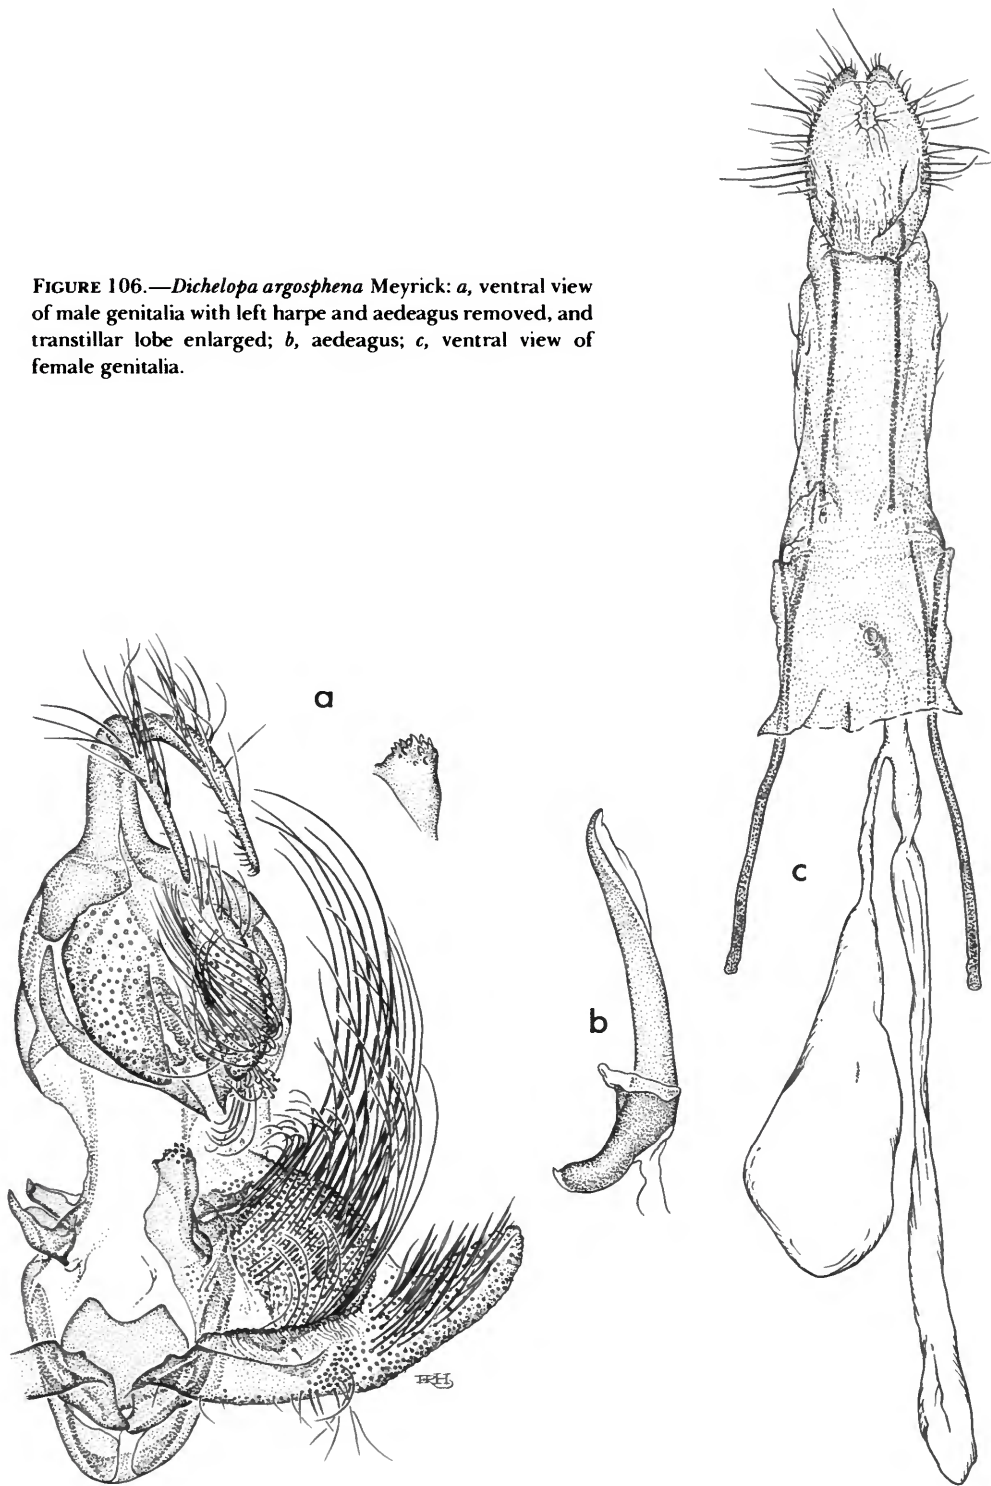 FIGURE 106.—Dichelopa argosphena Meyrick: a, ventral view
of male genitalia with left harpe and aedeagus removed, and
transtillar lobe enlarged; b, aedeagus; c, ventral view of
female genitalia.
a
b
c